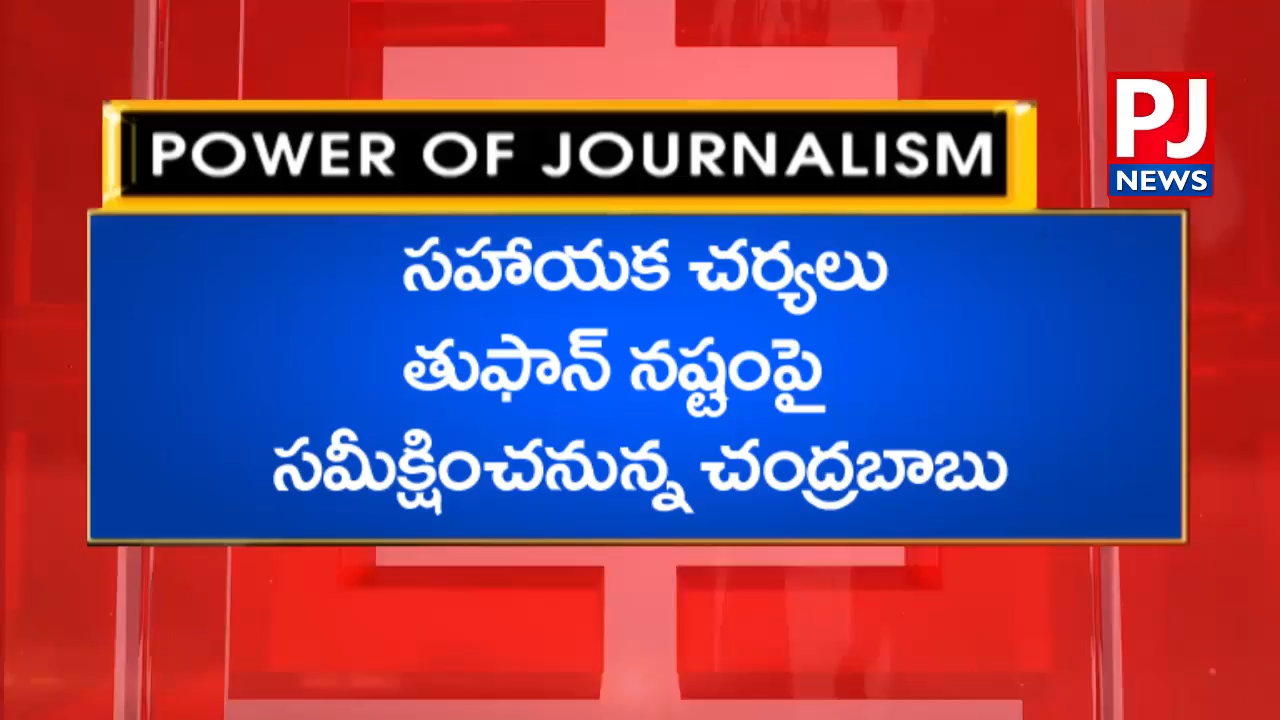 POWER OF JOURNALISM
PJ
NEWS
సహాయక చర్యలు
తుఫాన్ నష్టంపై
సమీక్షించనున్న చంద్రబాబు